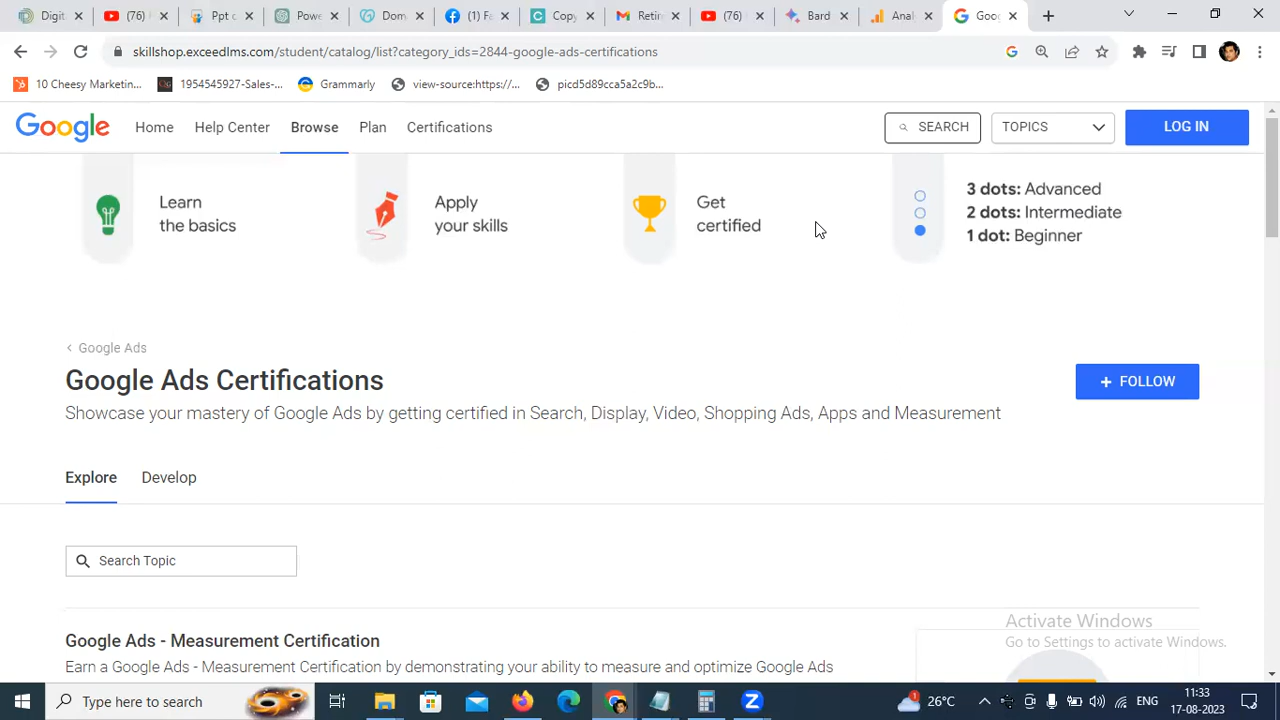 Digit
(76)
Ppt c
Powe
Dom
(1) Fa
Copy
Retin
(76)
Bard
Anal
Goo
skillshop.exceedlms.com/student/catalog/list?category_ids=2844-google-ads-certifications
10 Cheesy Marketin...
1954545927-Sales-...
Grammarly
view-source:https://...
picd5d89cca5a2c9b...
Google
Home
Help Center
Browse
Plan
Certifications
SEARCH
TOPICS
LOG IN
Learn
the basics
Apply
your skills
Get
certified
3 dots: Advanced
2 dots: Intermediate
1 dot: Beginner
< Google Ads
Google Ads Certifications
+ FOLLOW
Showcase your mastery of Google Ads by getting certified in Search, Display, Video, Shopping Ads, Apps and Measurement
Explore
Develop
Search Topic
Google Ads - Measurement Certification
Earn a Google Ads - Measurement Certification by demonstrating your ability to measure and optimize Google Ads
Activate Windows
Go to Settings to activate Windows.
Type here to search
26°C
ENG
11:33
17-08-2023